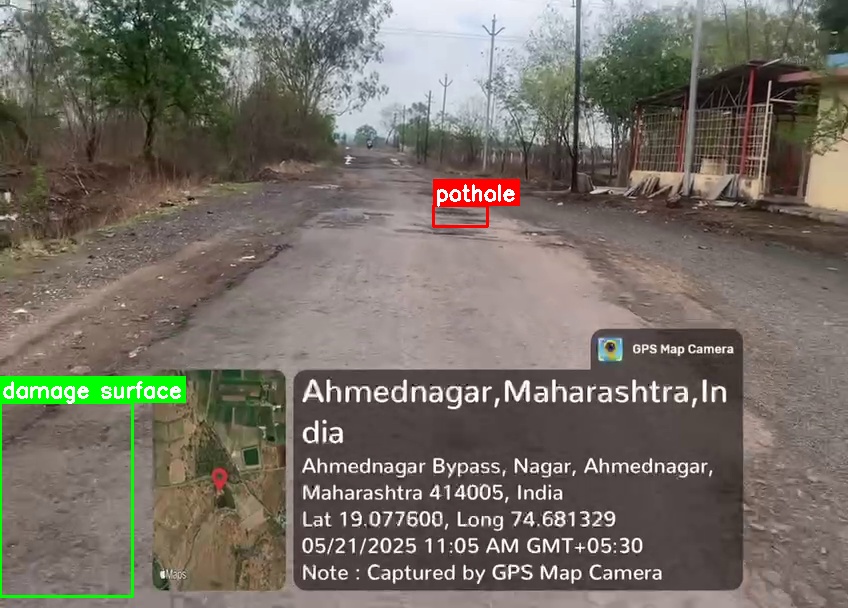 pothole
GPS Map Camera
damage surface
Ahmednagar,Maharashtra,In
dia
Ahmednagar Bypass, Nagar, Ahmednagar,
Maharashtra 414005, India
Lat 19.077600, Long 74.681329
05/21/2025 11:05 AM GMT+05:30
Note : Captured by GPS Map Camera
Maps